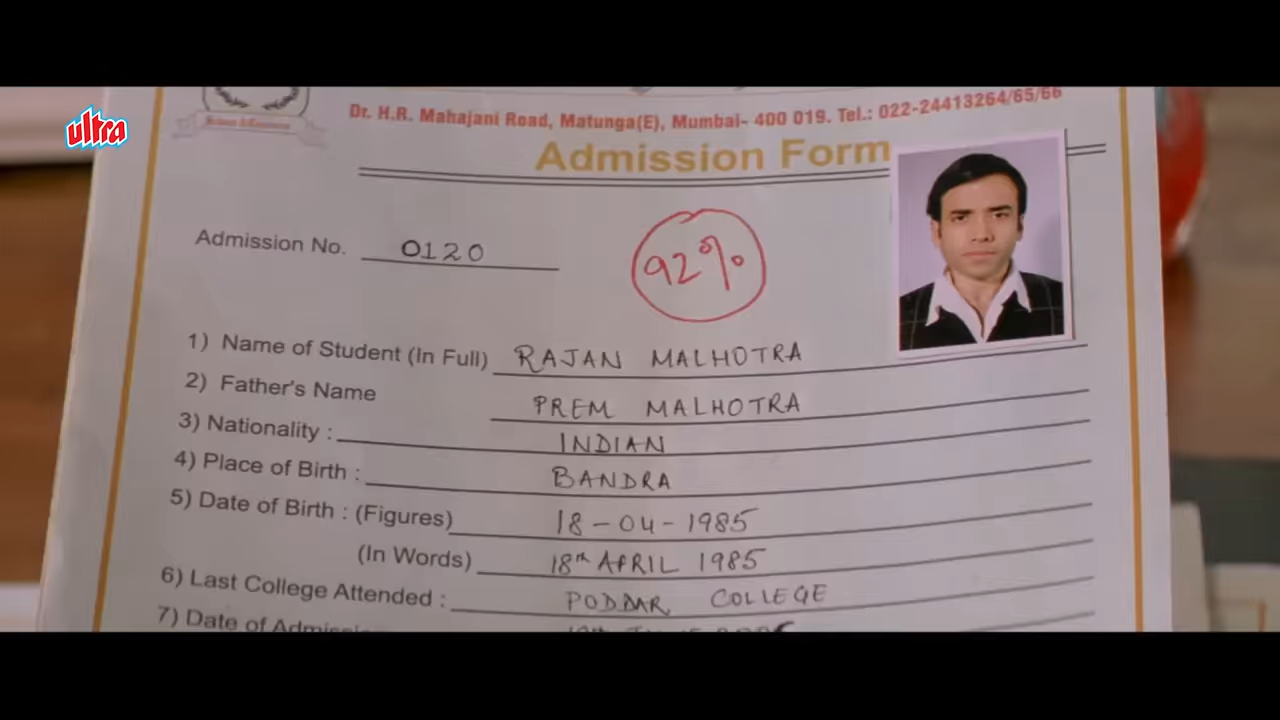 ultra
Dr. H.R. Mahajani Road, Matunga(E), Mumbai- 400 019. Tel.: 022-24413264/65/66
Admission Form
Admission No. 0120
92%
1) Name of Student (In Full) RAJAN MALHOTRA
2) Father's Name PREM MALHOTRA
3) Nationality : INDIAN
4) Place of Birth : BANDRA
5) Date of Birth : (Figures) 18-04-1985
(In Words) 18th APRIL 1985
6) Last College Attended : PODDAR COLLEGE
7) Date of